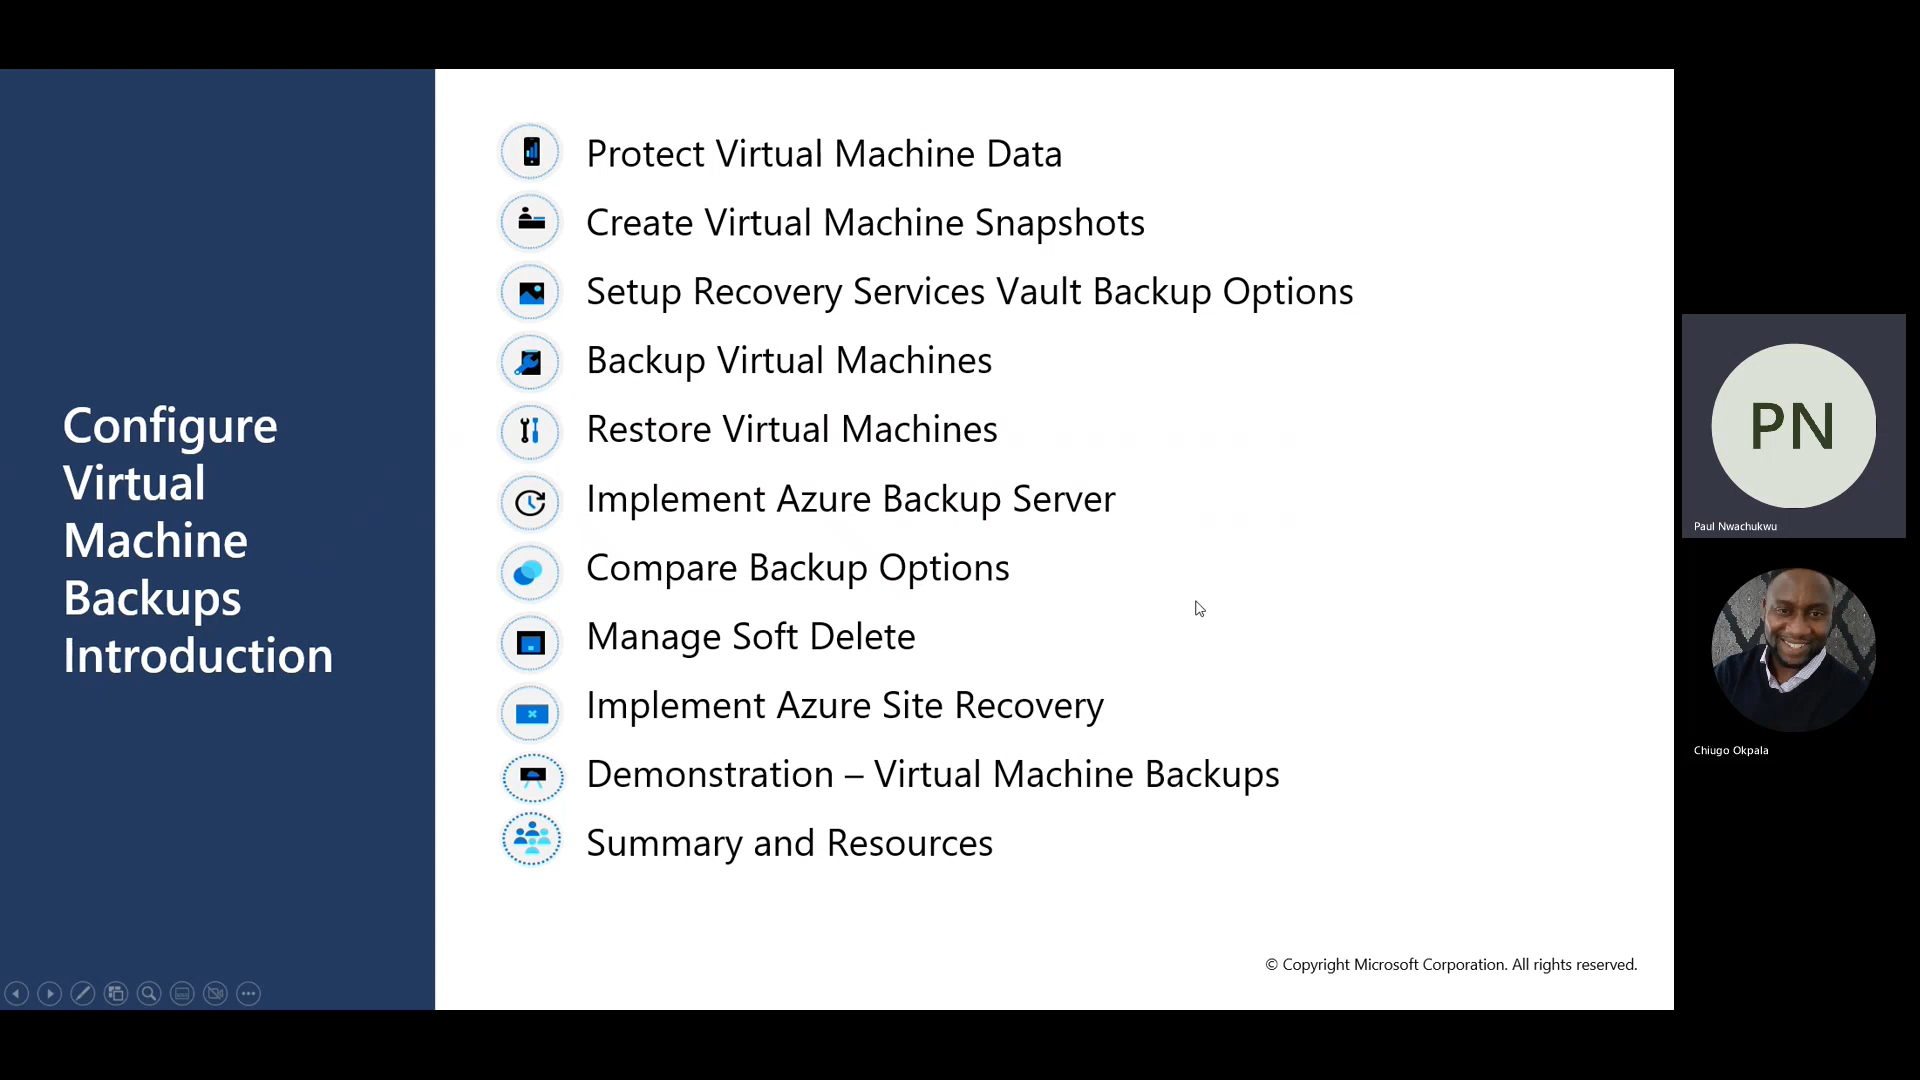 Configure
Virtual
Machine
Backups
Introduction
Protect Virtual Machine Data
Create Virtual Machine Snapshots
Setup Recovery Services Vault Backup Options
Backup Virtual Machines
Restore Virtual Machines
Implement Azure Backup Server
Compare Backup Options
Manage Soft Delete
Implement Azure Site Recovery
Demonstration – Virtual Machine Backups
Summary and Resources
© Copyright Microsoft Corporation. All rights reserved.
PN
Paul Nwachukwu
Chiugo Okpala